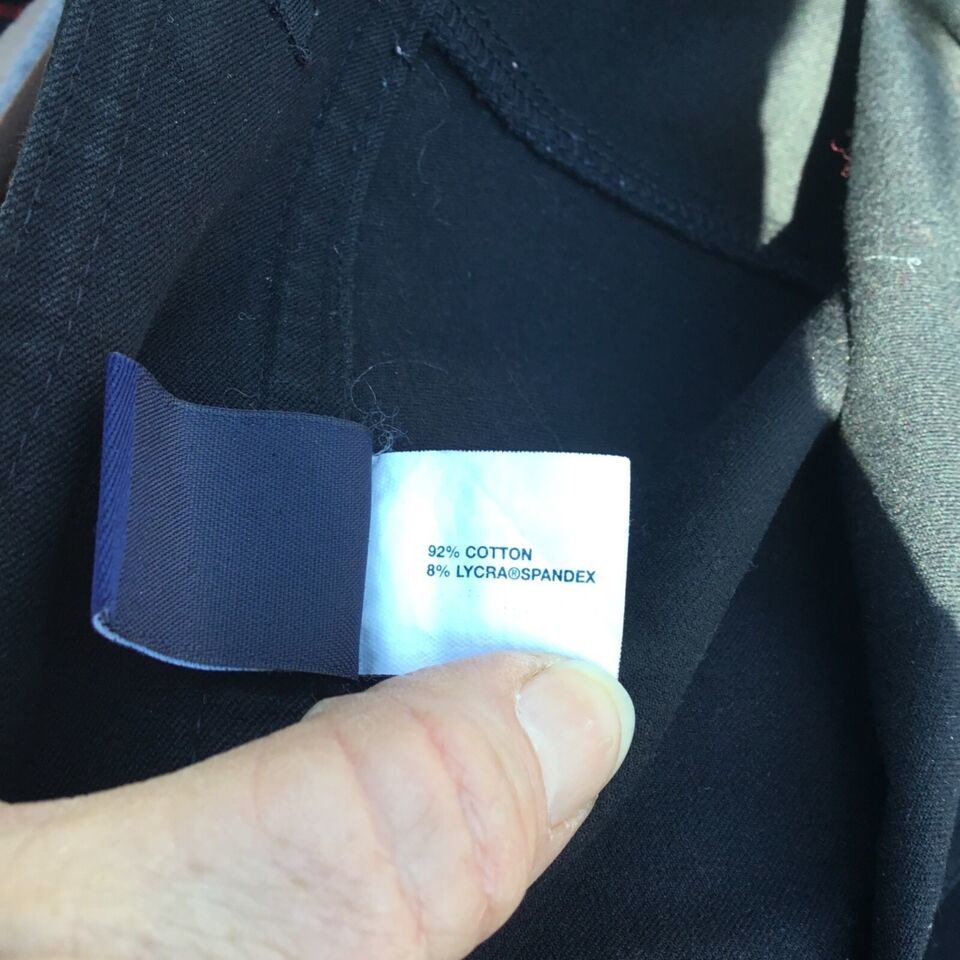 92% COTTON
8% LYCRA®SPANDEX